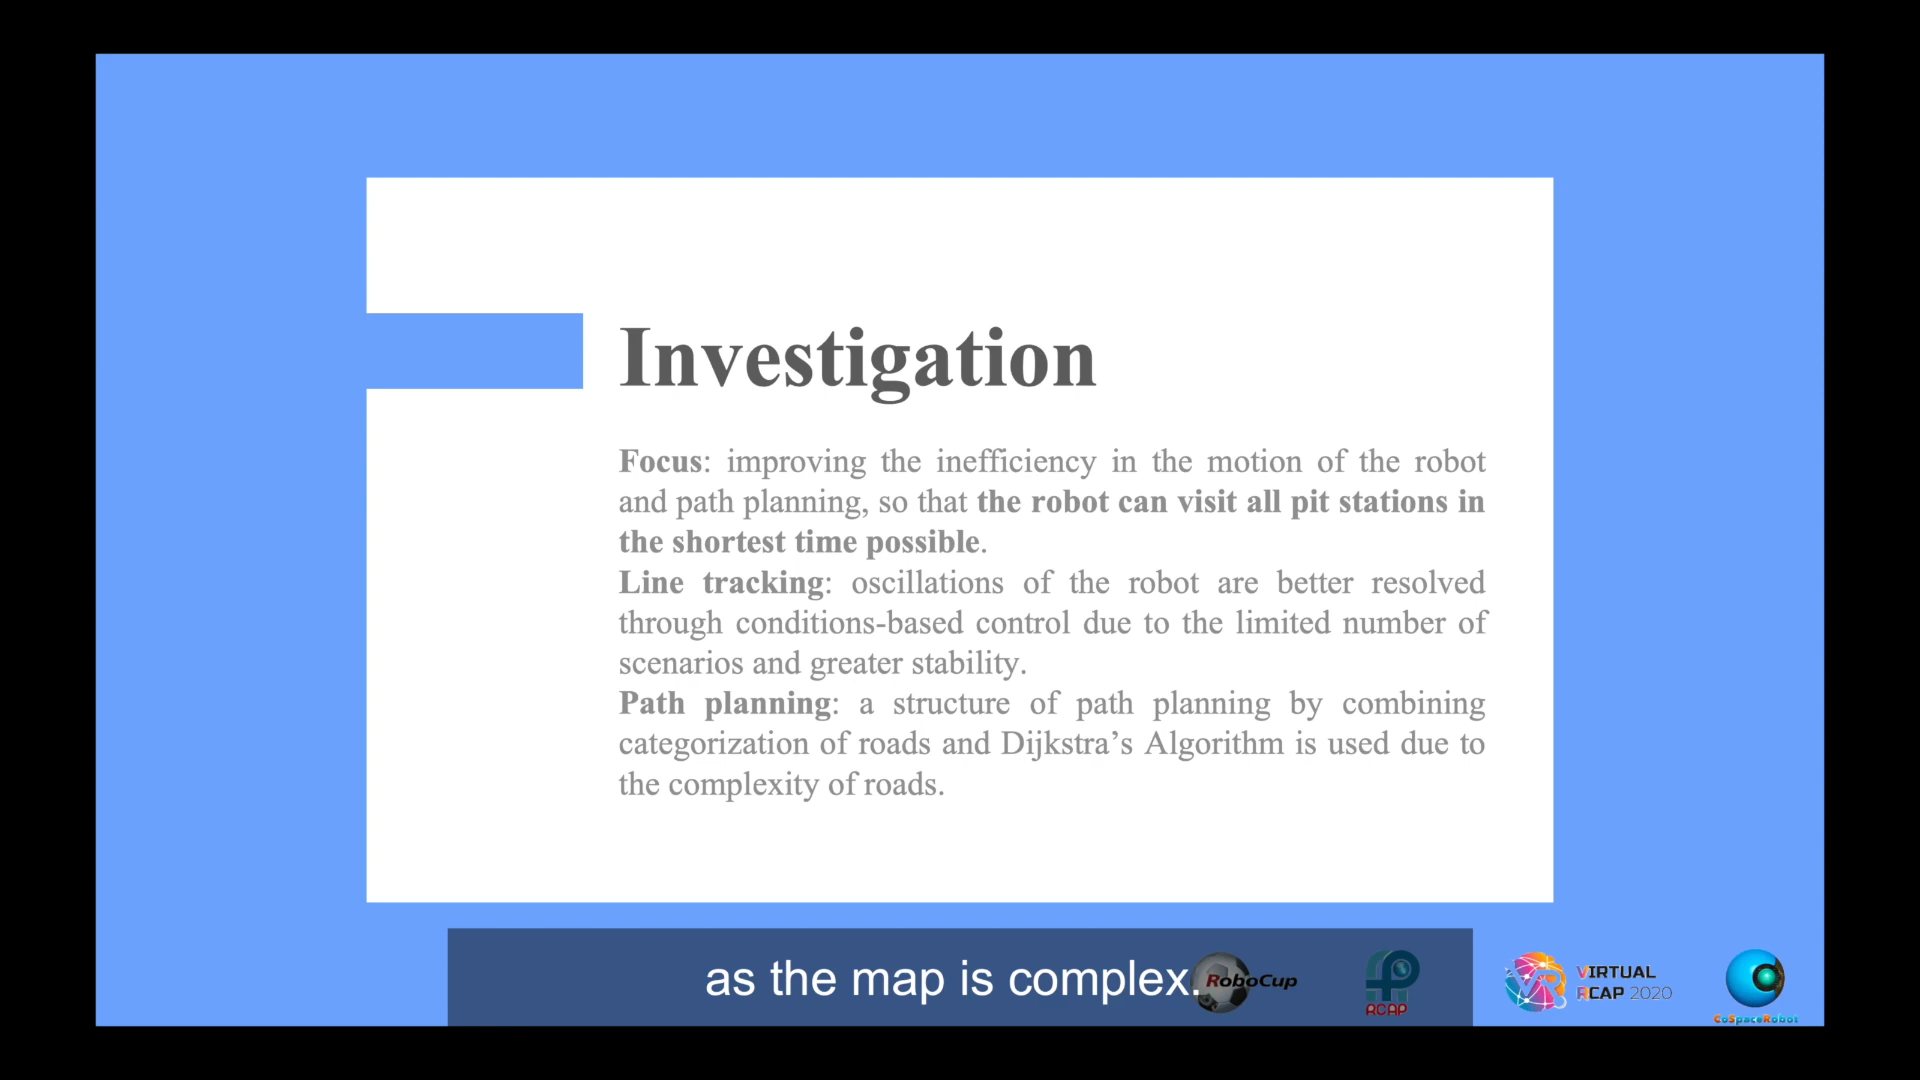 Investigation
Focus: improving the inefficiency in the motion of the robot
and path planning, so that the robot can visit all pit stations in
the shortest time possible.
Line tracking: oscillations of the robot are better resolved
through conditions-based control due to the limited number of
scenarios and greater stability.
Path planning: a structure of path planning by combining
categorization of roads and Dijkstra’s Algorithm is used due to
the complexity of roads.
as the map is complex.
RoboCup
RCAP
VIRTUAL
RCAP 2020
CoSpaceRobot